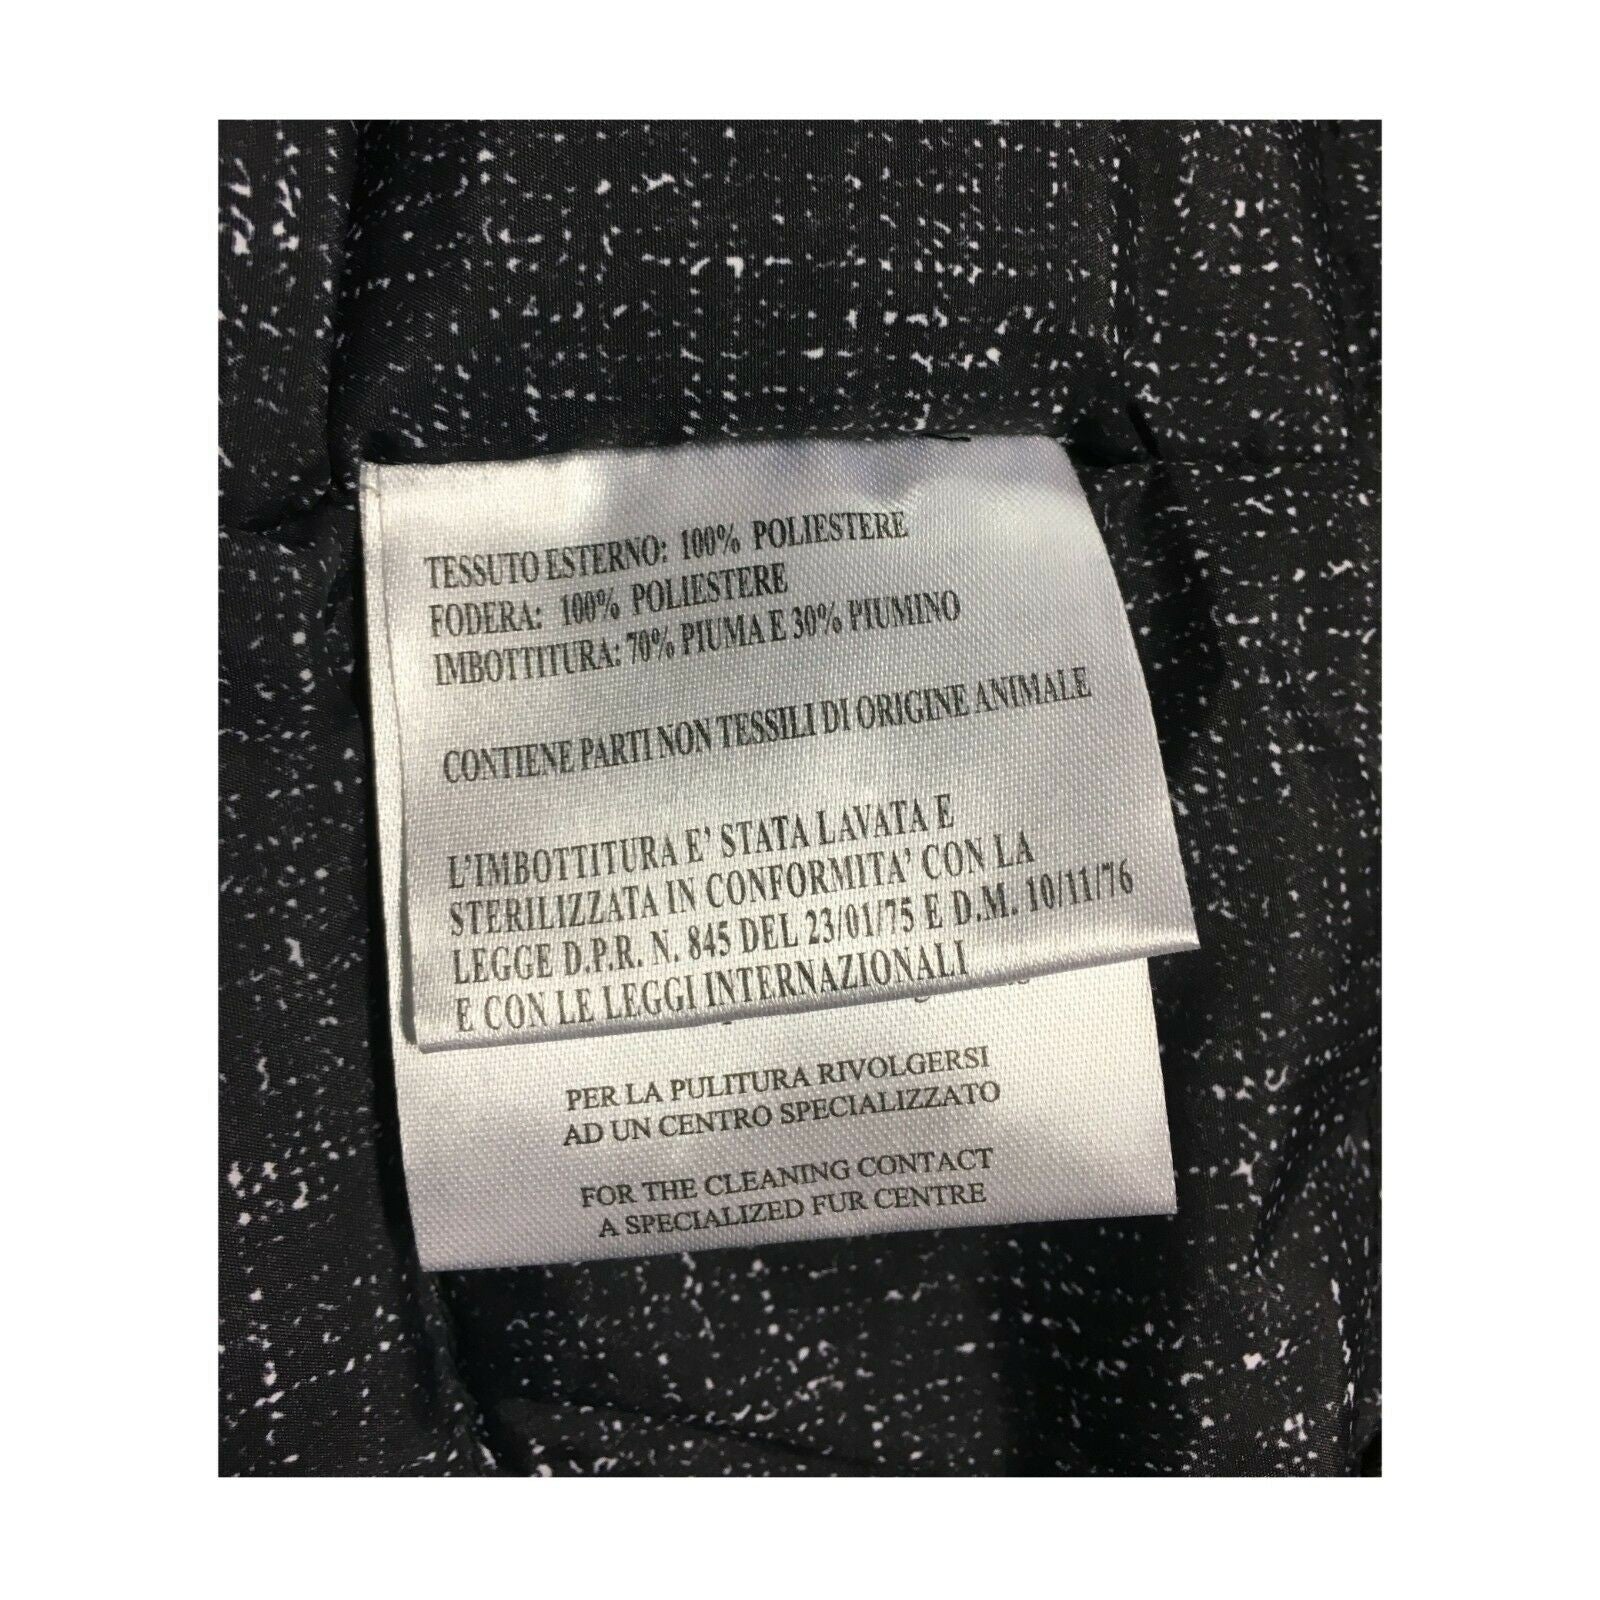 TESSUTO ESTERNO: 100% POLIESTERE
FODERA: 100% POLIESTERE
IMBOTTITURA: 70% PIUMA E 30% PIUMINO
CONTIENE PARTI NON TESSILI DI ORIGINE ANIMALE
L'IMBOTTITURA E' STATA LAVATA E
STERILIZZATA IN CONFORMITA' CON LA
LEGGE D.P.R. N. 845 DEL 23/01/75 E D.M. 10/11/76
E CON LE LEGGI INTERNAZIONALI
PER LA PULITURA RIVOLGERSI
AD UN CENTRO SPECIALIZZATO
FOR THE CLEANING CONTACT
A SPECIALIZED FUR CENTRE